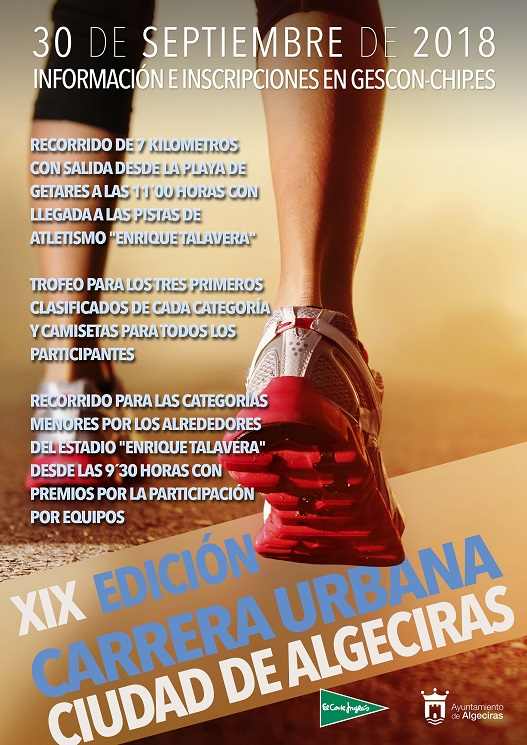 30 DE SEPTIEMBRE DE 2018
INFORMACIÓN E INSCRIPCIONES EN GESCON-CHIP.ES
RECORRIDO DE 7 KILOMETROS
CON SALIDA DESDE LA PLAYA DE
GETARES A LAS 11´00 HORAS CON
LLEGADA A LAS PISTAS DE
ATLETISMO "ENRIQUE TALAVERA"
TROFEO PARA LOS TRES PRIMEROS
CLASIFICADOS DE CADA CATEGORÍA
Y CAMISETAS PARA TODOS LOS
PARTICIPANTES
RECORRIDO PARA LAS CATEGORÍAS
MENORES POR LOS ALREDEDORES
DEL ESTADIO "ENRIQUE TALAVERA"
DESDE LAS 9´30 HORAS CON
PREMIOS POR LA PARTICIPACIÓN
POR EQUIPOS
XIX EDICIÓN
CARRERA URBANA
CIUDAD DE ALGECIRAS
El Corte Inglés
Ayuntamiento
de Algeciras